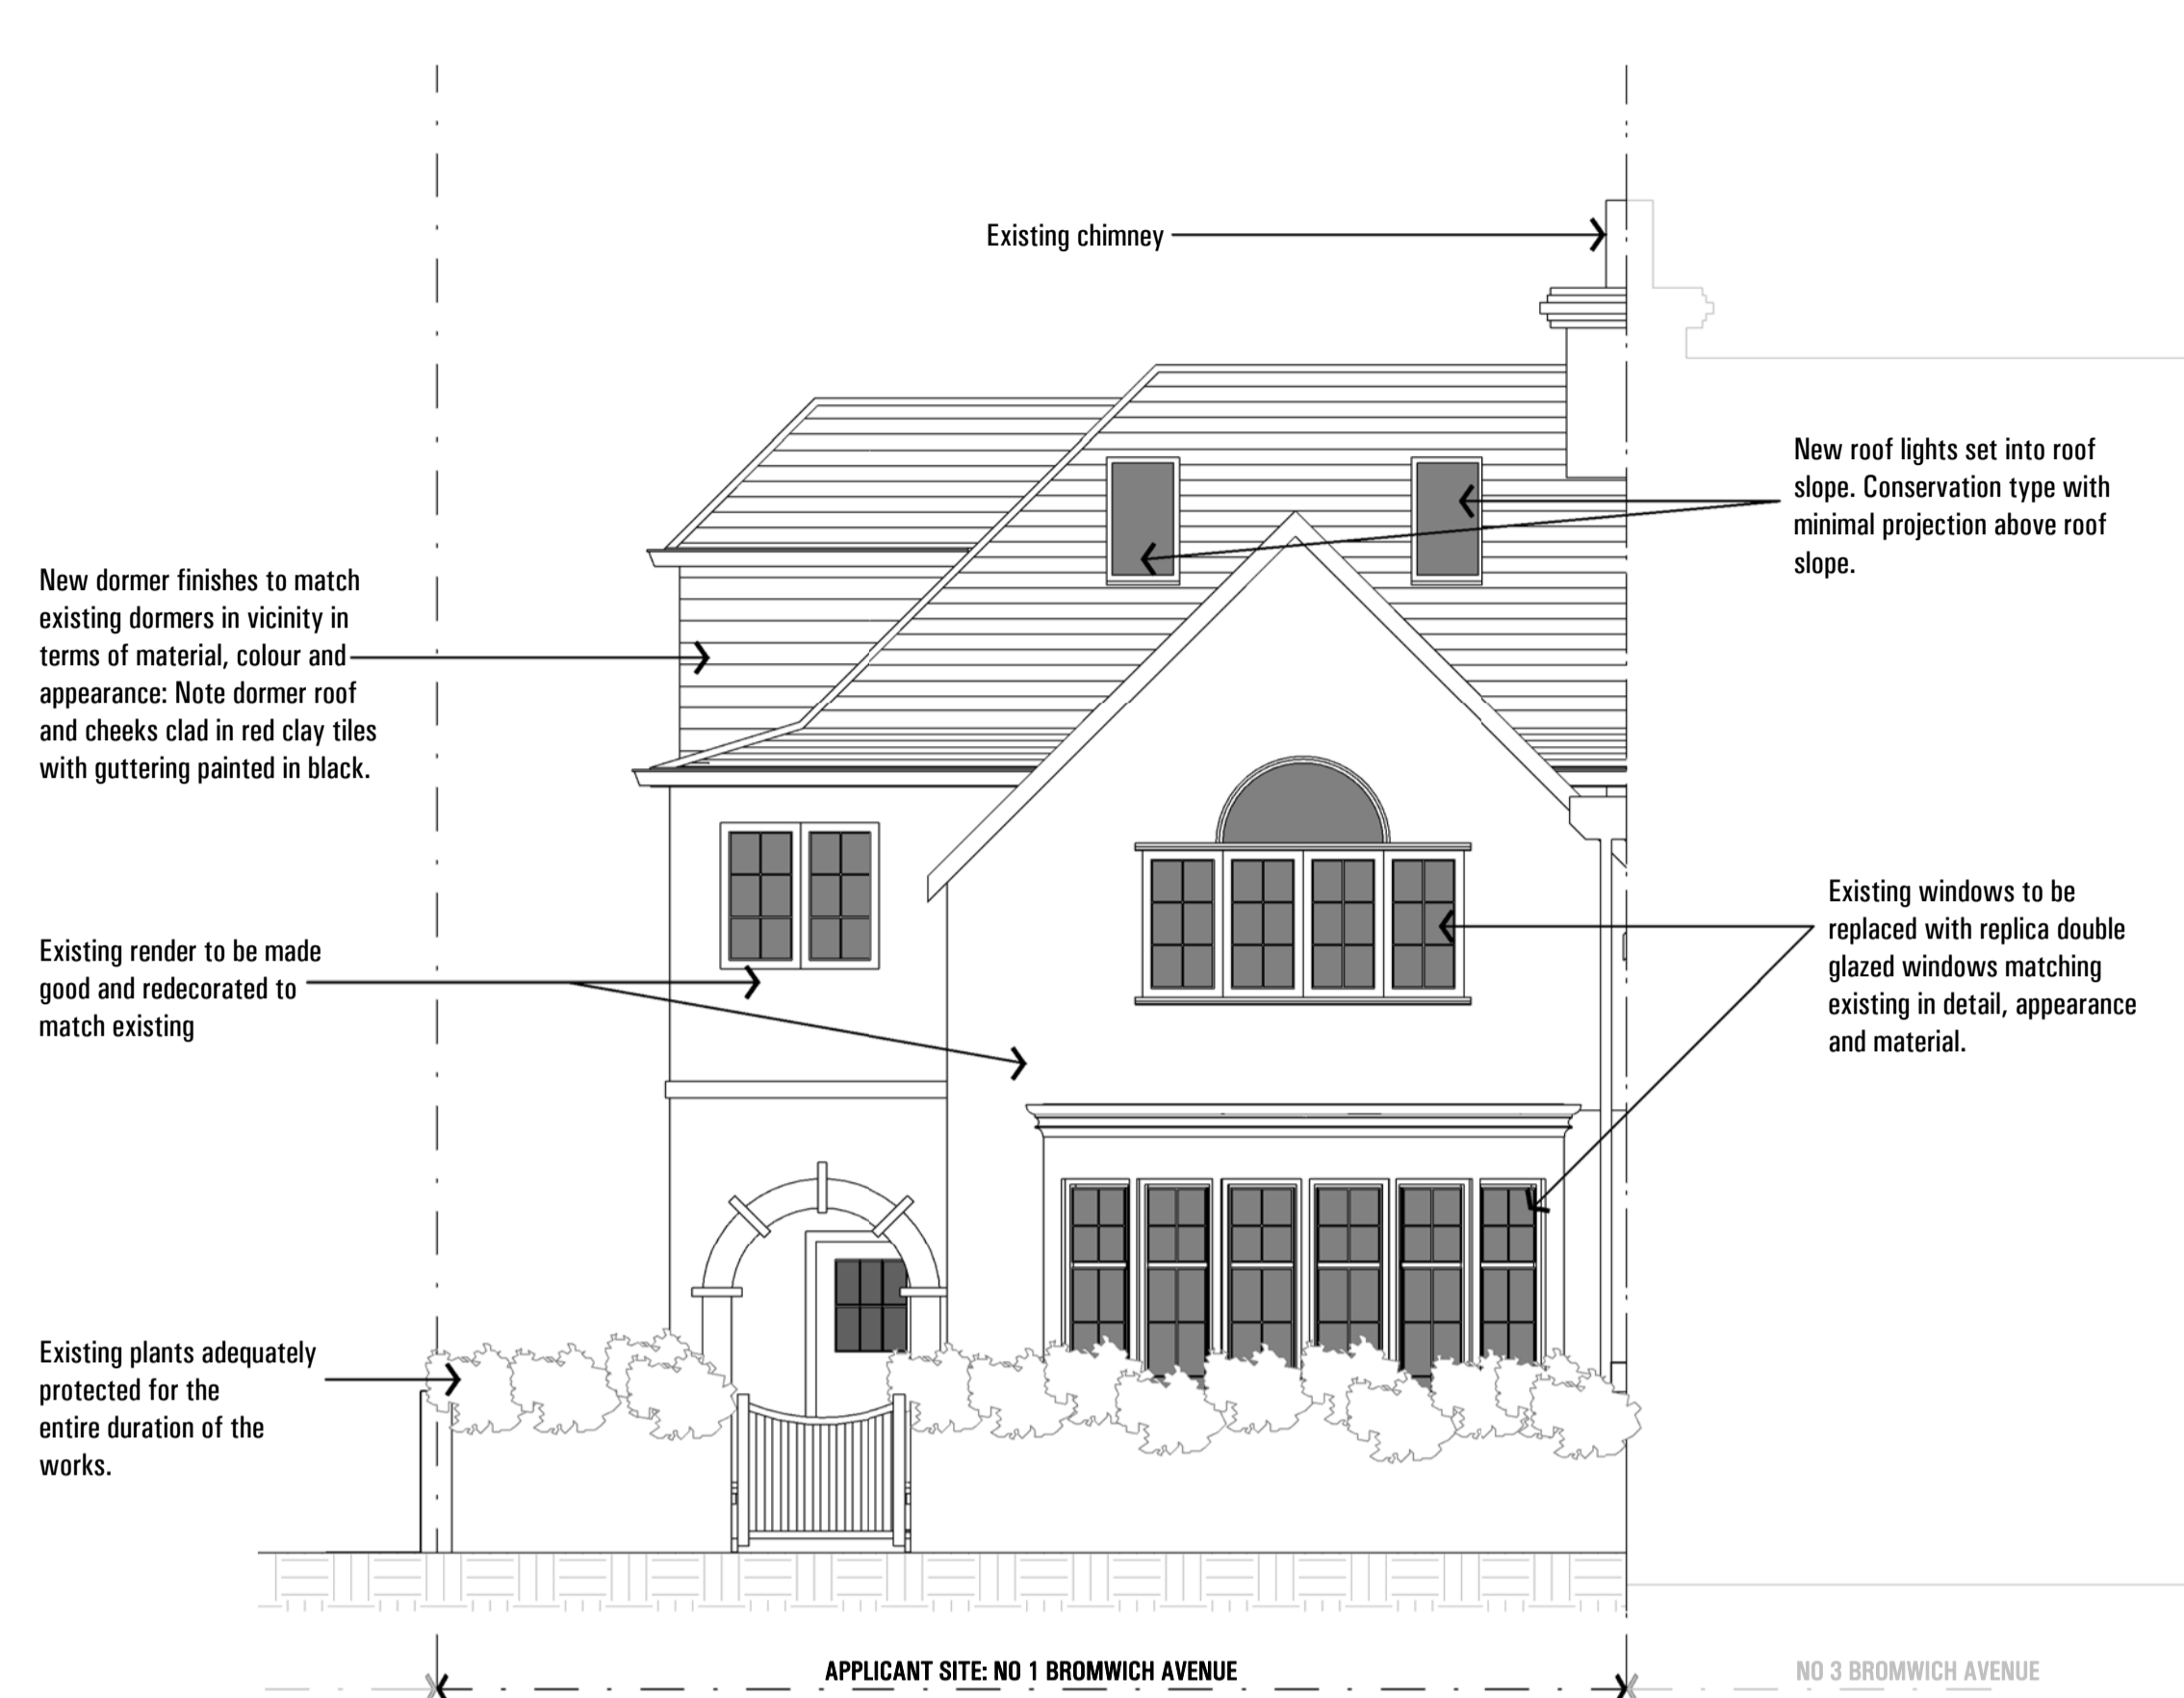 Existing chimney
New roof lights set into roof
slope. Conservation type with
minimal projection above roof
slope.
New dormer finishes to match
existing dormers in vicinity in
terms of material, colour and
appearance: Note dormer roof
and cheeks clad in red clay tiles
with guttering painted in black.
Existing windows to be
replaced with replica double
glazed windows matching
existing in detail, appearance
and material.
Existing render to be made
good and redecorated to
match existing
Existing plants adequately
protected for the
entire duration of the
works.
APPLICANT SITE: NO 1 BROMWICH AVENUE
NO 3 BROMWICH AVENUE